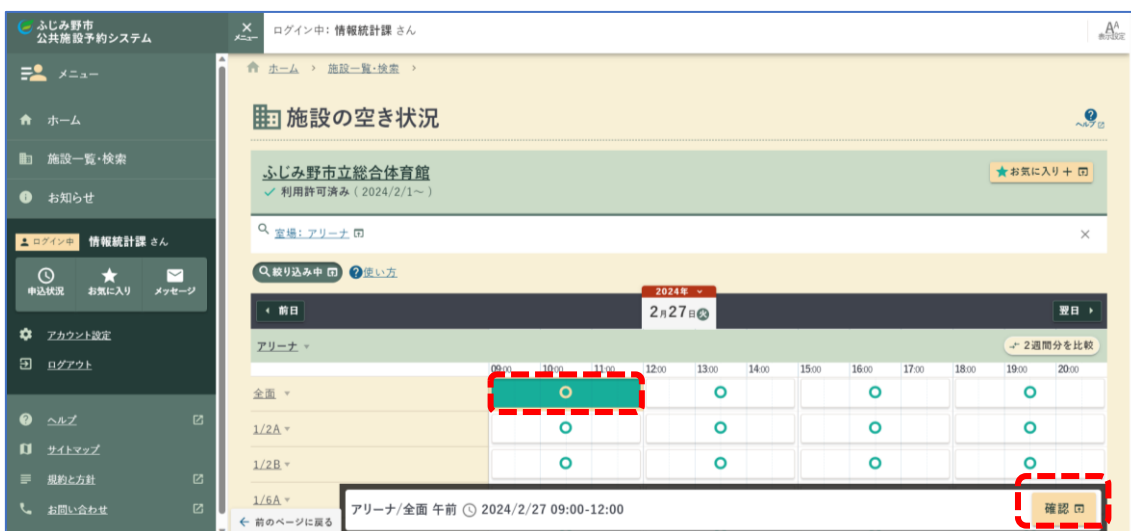 ふじみ野市
公共施設予約システム
メニュー
ログイン中: 情報統計課 さん
表示設定
メニュー
ホーム
施設一覧・検索
お知らせ
ログイン中 情報統計課 さん
申込状況 お気に入り メッセージ
アカウント設定
ログアウト
ヘルプ
サイトマップ
規約と方針
お問い合わせ
ホーム > 施設一覧・検索 >
施設の空き状況
ヘルプ
ふじみ野市立総合体育館
利用許可済み ( 2024/2/1～ )
お気に入り +
室場: アリーナ
絞り込み中 使い方
2024年
前日 2月27日火 翌日
アリーナ 2週間分を比較
09:00 10:00 11:00 12:00 13:00 14:00 15:00 16:00 17:00 18:00 19:00 20:00
全面
1/2A
1/2B
1/6A
前のページに戻る
アリーナ/全面 午前 2024/2/27 09:00-12:00
確認